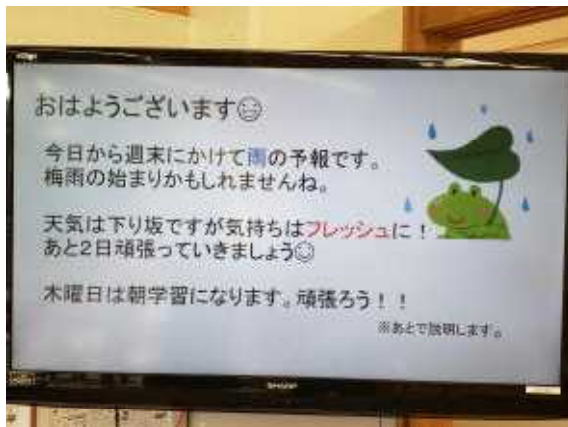 おはようございます☺
今日から週末にかけて雨の予報です。
梅雨の始まりかもしれませんね。
天気は下り坂ですが気持ちはフレッシュに！
あと2日頑張っていきましょう☺
木曜日は朝学習になります。頑張ろう！！
※あとで説明します。
SHARP